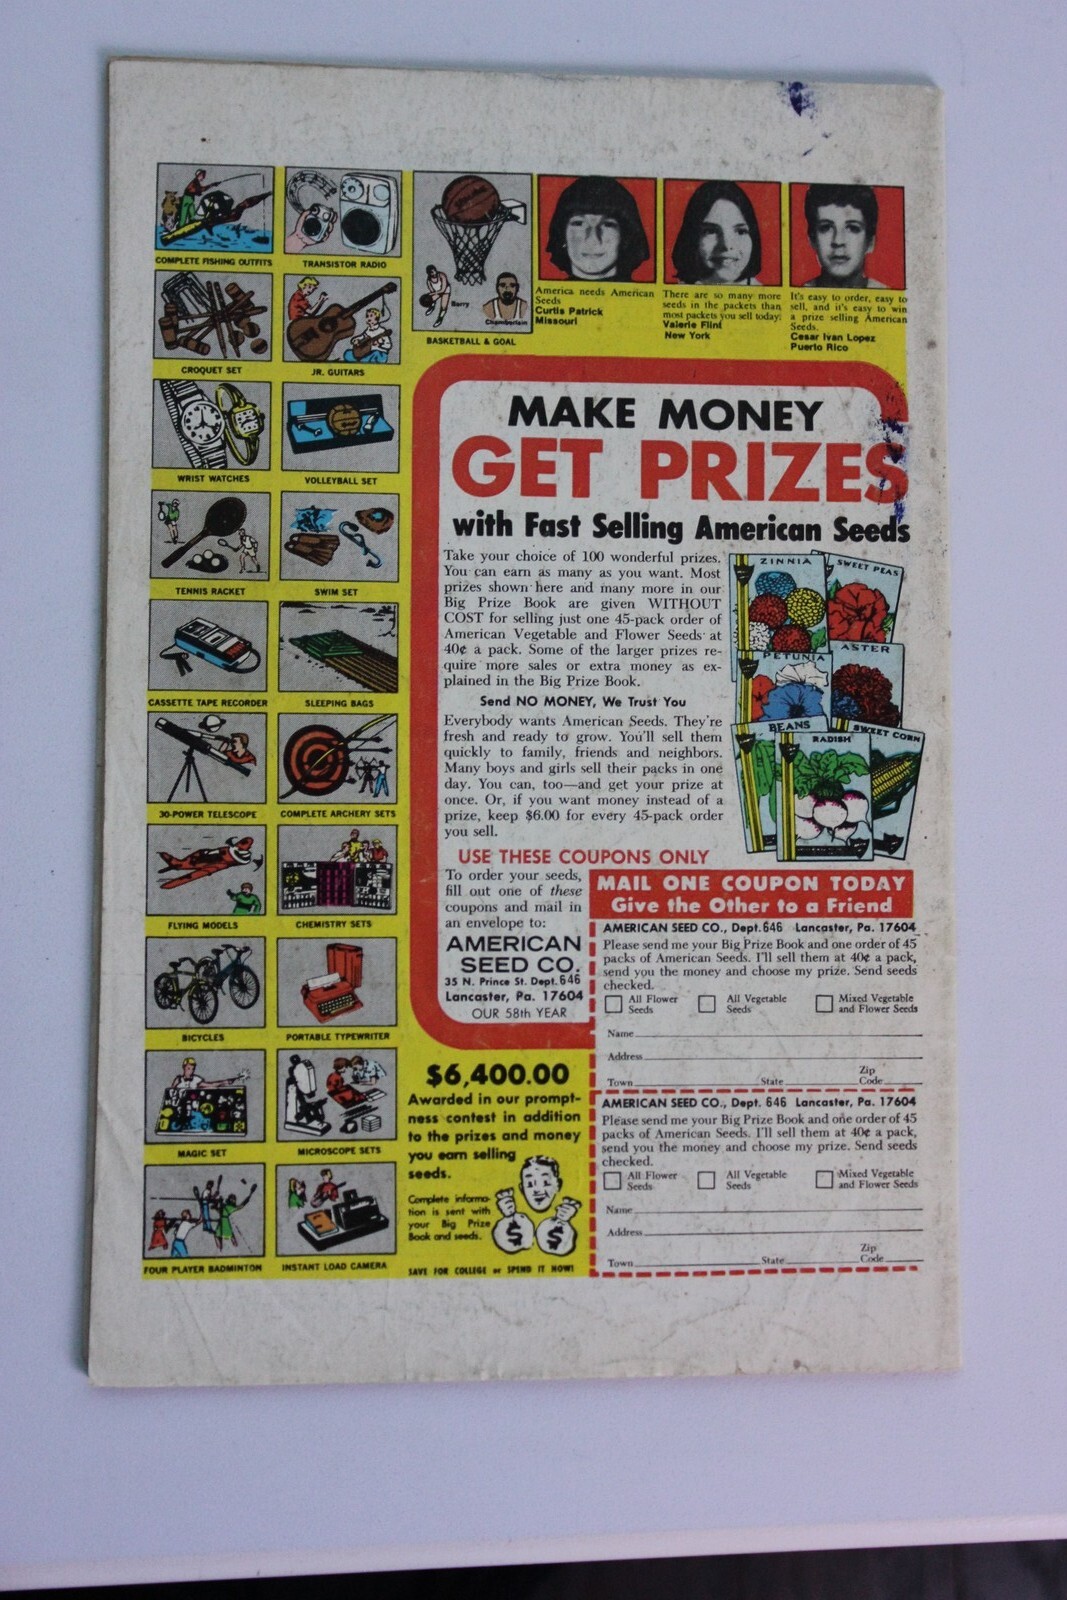 COMPLETE FISHING OUTFITS
TRANSISTOR RADIO
CROQUET SET
JR. GUITARS
WRIST WATCHES
VOLLEYBALL SET
TENNIS RACKET
SWIM SET
CASSETTE TAPE RECORDER
SLEEPING BAGS
30-POWER TELESCOPE
COMPLETE ARCHERY SETS
FLYING MODELS
CHEMISTRY SETS
BICYCLES
PORTABLE TYPEWRITER
MAGIC SET
MICROSCOPE SETS
FOUR PLAYER BADMINTON
INSTANT LOAD CAMERA
Barry
Chamberlain
BASKETBALL & GOAL
America needs American
Seeds
Curtis Patrick
Missouri
There are so many more
seeds in the packets than
most packets you sell today.
Valerie Flint
New York
It's easy to order, easy to
sell, and it's easy to win
a prize selling American
Seeds.
Cesar Ivan Lopez
Puerto Rico
MAKE MONEY
GET PRIZES
with Fast Selling American Seeds
Take your choice of 100 wonderful prizes.
You can earn as many as you want. Most
prizes shown here and many more in our
Big Prize Book are given WITHOUT
COST for selling just one 45-pack order of
American Vegetable and Flower Seeds at
40¢ a pack. Some of the larger prizes re-
quire more sales or extra money as ex-
plained in the Big Prize Book.
Send NO MONEY, We Trust You
Everybody wants American Seeds. They're
fresh and ready to grow. You'll sell them
quickly to family, friends and neighbors.
Many boys and girls sell their packs in one
day. You can, too—and get your prize at
once. Or, if you want money instead of a
prize, keep $6.00 for every 45-pack order
you sell.
ZINNIA
SWEET PEAS
PETUNIA
ASTER
BEANS
RADISH
SWEET CORN
USE THESE COUPONS ONLY
To order your seeds,
fill out one of these
coupons and mail in
an envelope to:
AMERICAN
SEED CO.
35 N. Prince St. Dept. 646
Lancaster, Pa. 17604
OUR 58th YEAR
$6,400.00
Awarded in our prompt-
ness contest in addition
to the prizes and money
you earn selling
seeds.
Complete informa-
tion is sent with
your Big Prize
Book and seeds.
$ $
SAVE FOR COLLEGE or SPEND IT NOW!
MAIL ONE COUPON TODAY
Give the Other to a Friend
AMERICAN SEED CO., Dept. 646 Lancaster, Pa. 17604
Please send me your Big Prize Book and one order of 45
packs of American Seeds. I'll sell them at 40¢ a pack,
send you the money and choose my prize. Send seeds
checked.
All Flower Seeds
All Vegetable Seeds
Mixed Vegetable and Flower Seeds
Name
Address
Town State Zip Code
AMERICAN SEED CO., Dept. 646 Lancaster, Pa. 17604
Please send me your Big Prize Book and one order of 45
packs of American Seeds. I'll sell them at 40¢ a pack,
send you the money and choose my prize. Send seeds
checked.
All Flower Seeds
All Vegetable Seeds
Mixed Vegetable and Flower Seeds
Name
Address
Town State Zip Code